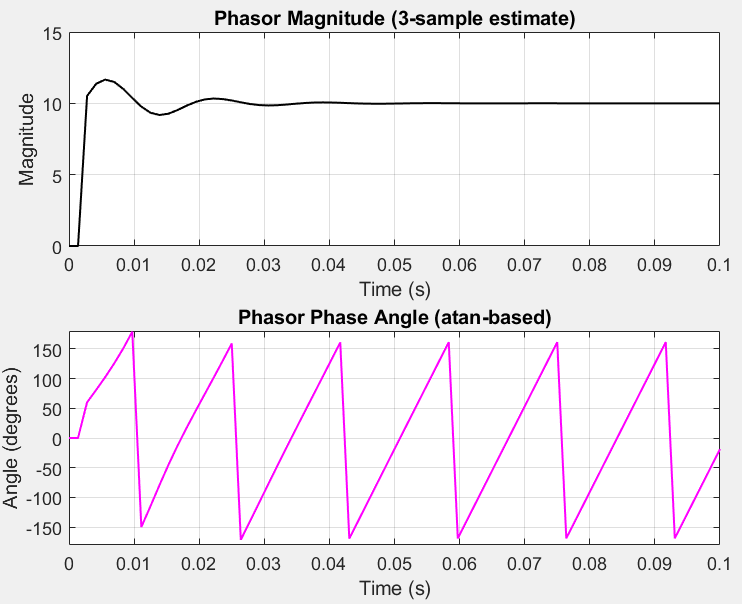 Phasor Magnitude (3-sample estimate)
15
10
5
0
Magnitude
0 0.01 0.02 0.03 0.04 0.05 0.06 0.07 0.08 0.09 0.1
Time (s)
Phasor Phase Angle (atan-based)
150
100
50
0
-50
-100
-150
Angle (degrees)
0 0.01 0.02 0.03 0.04 0.05 0.06 0.07 0.08 0.09 0.1
Time (s)